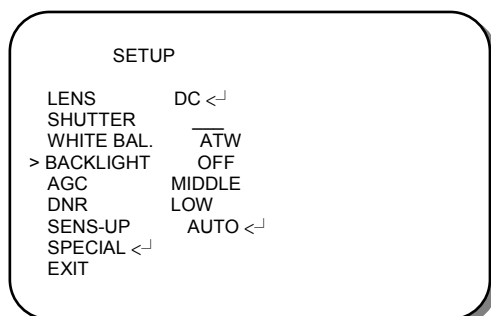 SETUP
LENS DC <┘
SHUTTER ___
WHITE BAL. ATW
> BACKLIGHT OFF
AGC MIDDLE
DNR LOW
SENS-UP AUTO <┘
SPECIAL <┘
EXIT